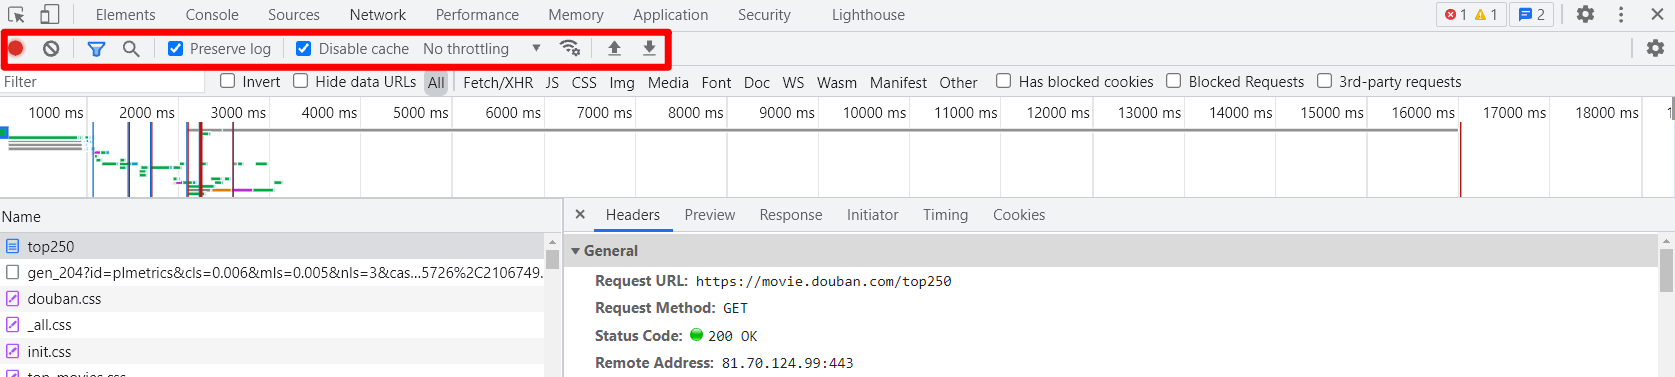 Elements Console Sources Network Performance Memory Application Security Lighthouse 1 1 2
Preserve log Disable cache No throttling
Filter Invert Hide data URLs All Fetch/XHR JS CSS Img Media Font Doc WS Wasm Manifest Other Has blocked cookies Blocked Requests 3rd-party requests
1000 ms 2000 ms 3000 ms 4000 ms 5000 ms 6000 ms 7000 ms 8000 ms 9000 ms 10000 ms 11000 ms 12000 ms 13000 ms 14000 ms 15000 ms 16000 ms 17000 ms 18000 ms
Name
top250
gen_204?id=plmetrics&cls=0.006&mls=0.005&nls=3&cas...5726%2C2106749.
douban.css
_all.css
init.css
top_movies.css
Headers Preview Response Initiator Timing Cookies
General
Request URL: https://movie.douban.com/top250
Request Method: GET
Status Code: 200 OK
Remote Address: 81.70.124.99:443